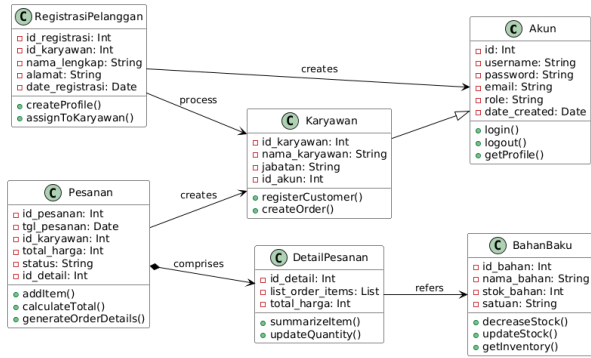 C RegistrasiPelanggan
id_registrasi: Int
id_karyawan: Int
nama_lengkap: String
alamat: String
date_registrasi: Date
createProfile()
assignToKaryawan()
creates
process
C Akun
id: Int
username: String
password: String
email: String
role: String
date_created: Date
login()
logout()
getProfile()
C Karyawan
id_karyawan: Int
nama_karyawan: String
jabatan: String
id_akun: Int
registerCustomer()
createOrder()
C Pesanan
id_pesanan: Int
tgl_pesanan: Date
id_karyawan: Int
total_harga: Int
status: String
id_detail: Int
addItem()
calculateTotal()
generateOrderDetails()
creates
comprises
C DetailPesanan
id_detail: Int
list_order_items: List
total_harga: Int
summarizeItem()
updateQuantity()
refers
C BahanBaku
id_bahan: Int
nama_bahan: String
stok_bahan: Int
satuan: String
decreaseStock()
updateStock()
getInventory()